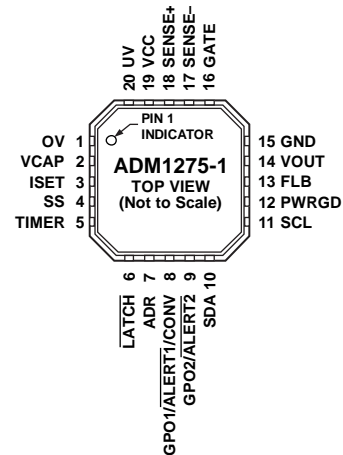 20 UV
19 VCC
18 SENSE+
17 SENSE–
16 GATE
PIN 1
INDICATOR
OV 1
VCAP 2
ISET 3
SS 4
TIMER 5
ADM1275-1
TOP VIEW
(Not to Scale)
15 GND
14 VOUT
13 FLB
12 PWRGD
11 SCL
LATCH 6
ADR 7
GPO1/ALERT1/CONV 8
GPO2/ALERT2 9
SDA 10